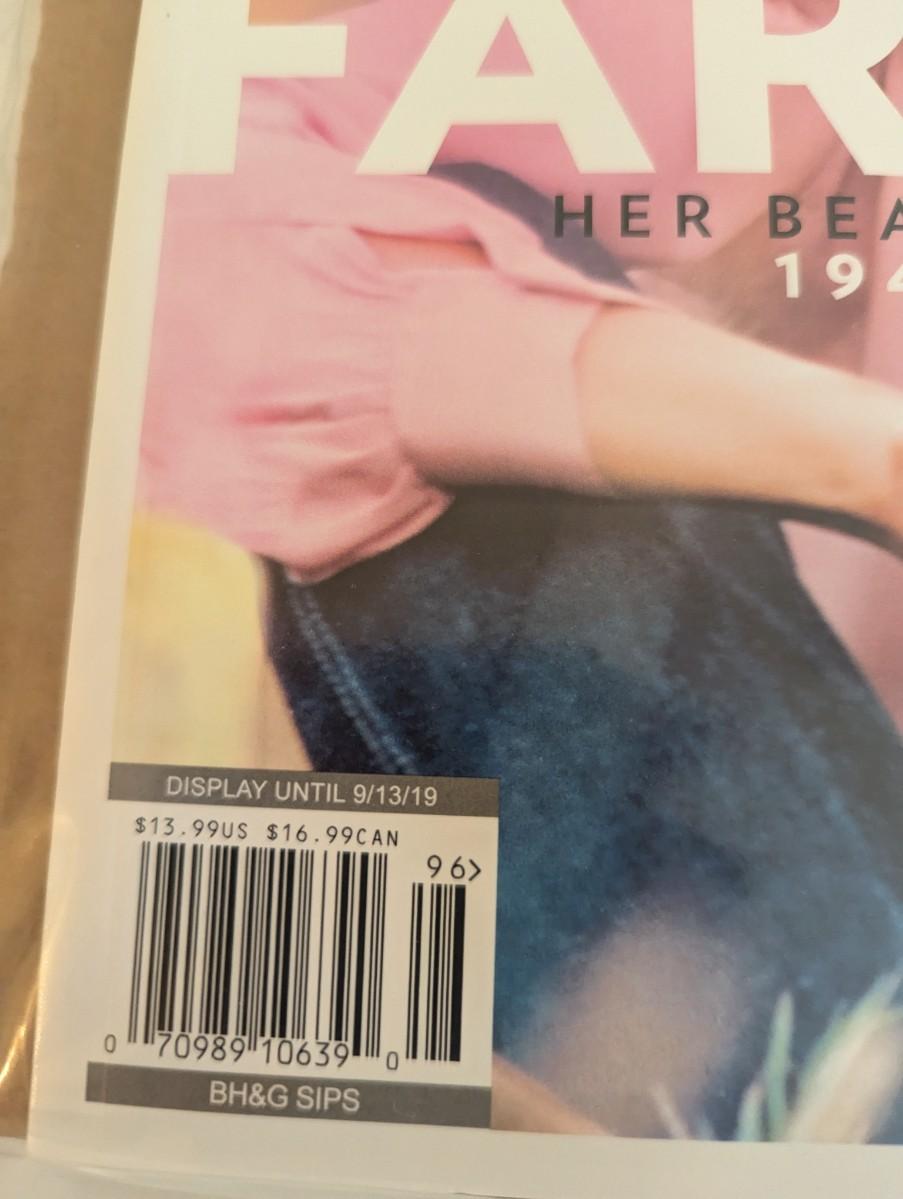 FAR
HER BEA
194
DISPLAY UNTIL 9/13/19
$13.99US $16.99CAN
96>
0 70989 10639 0
BH&G SIPS